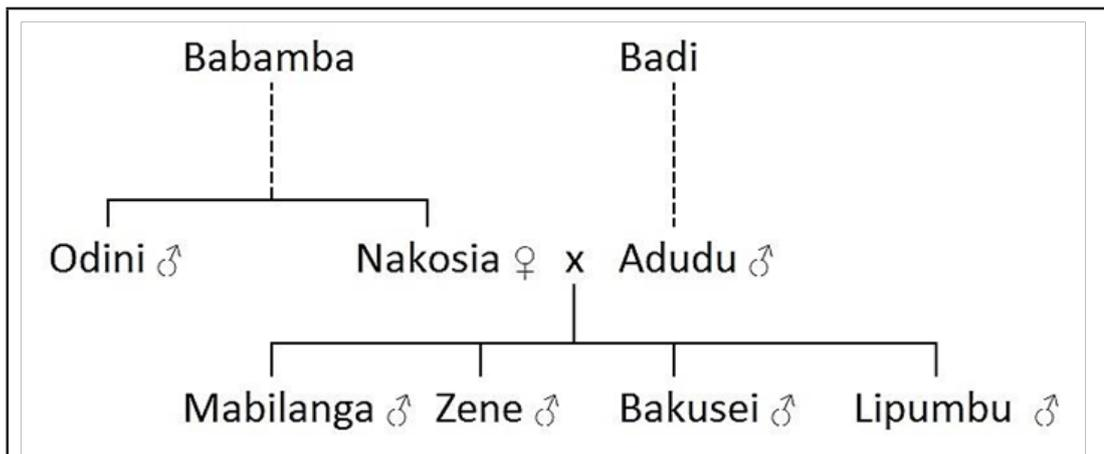 Babamba Badi
Odini ♂ Nakosia ♀ x Adudu ♂
Mabilanga ♂ Zene ♂ Bakusei ♂ Lipumbu ♂